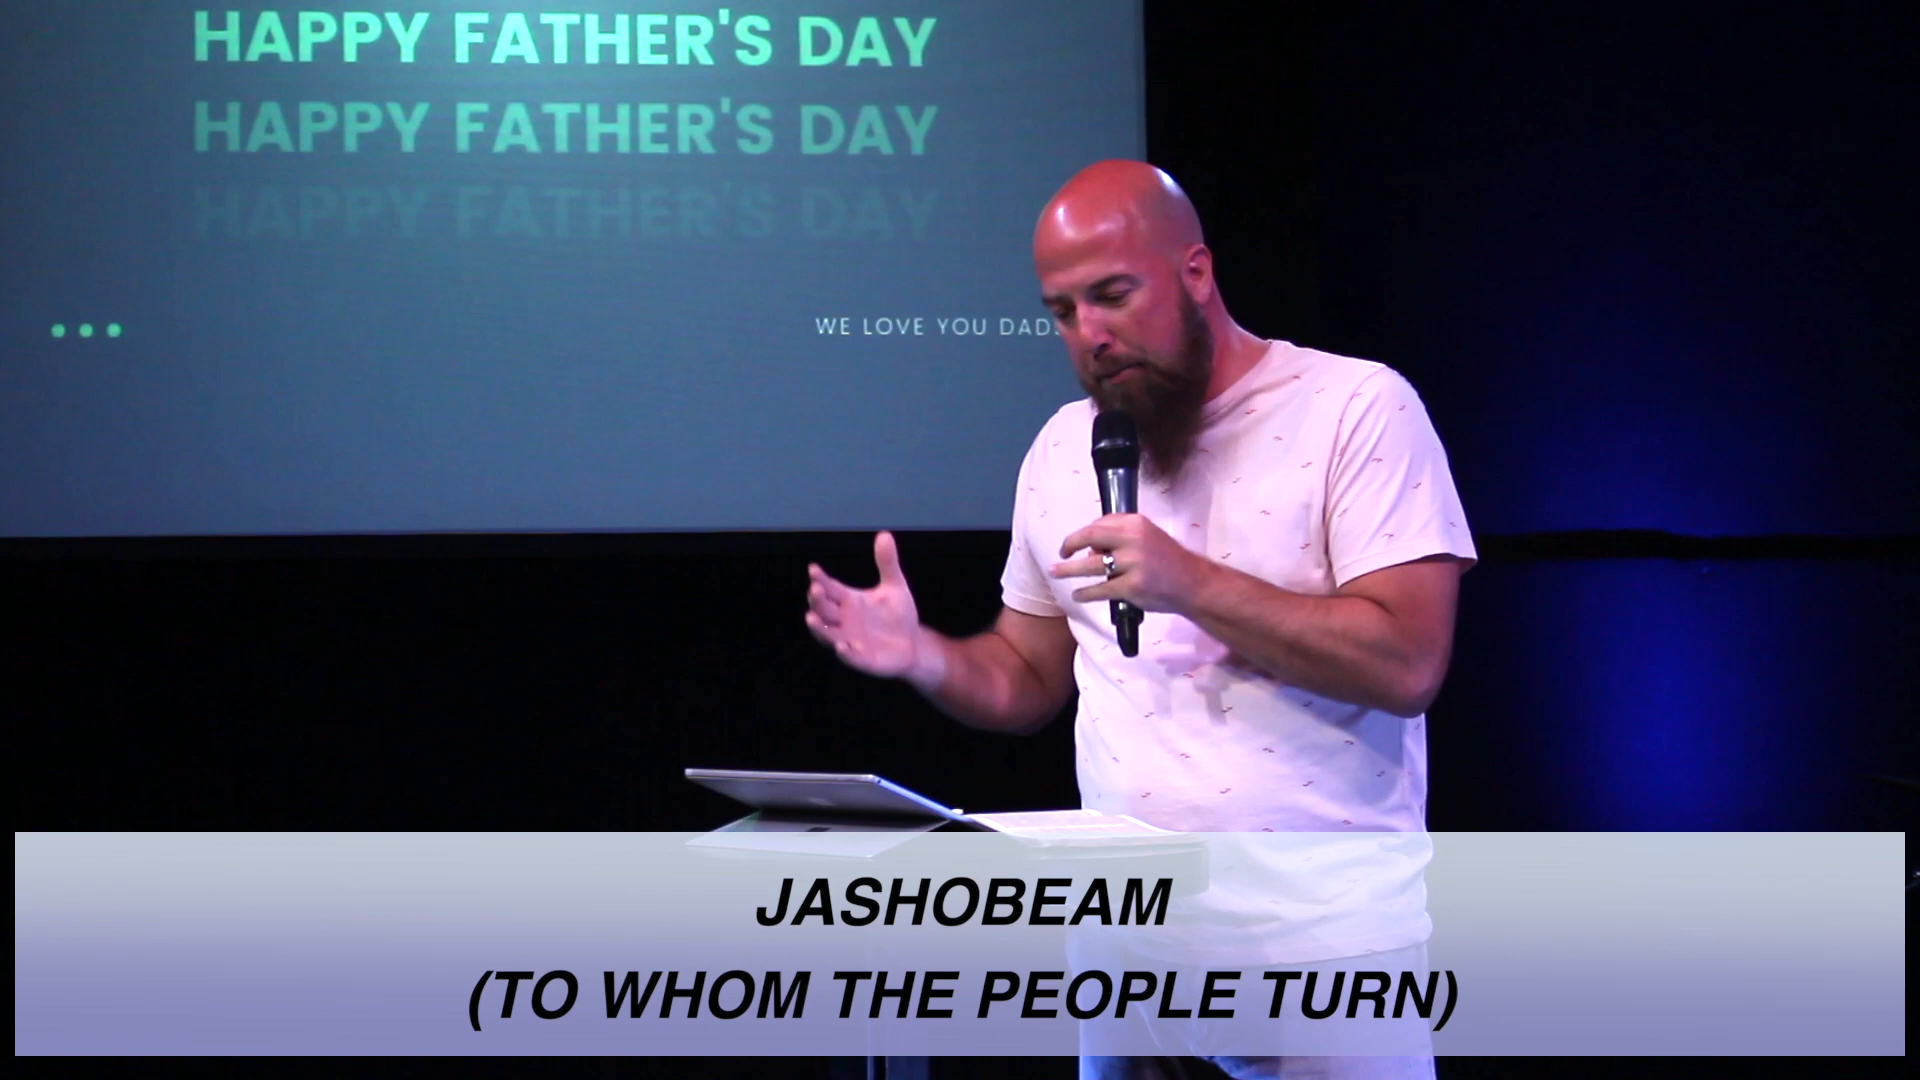 HAPPY FATHER'S DAY
HAPPY FATHER'S DAY
HAPPY FATHER'S DAY
WE LOVE YOU DADS
JASHOBEAM
(TO WHOM THE PEOPLE TURN)